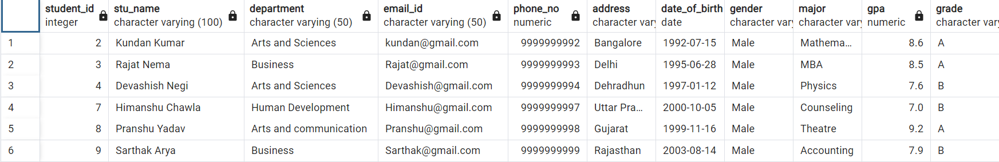 student_id stu_name department email_id phone_no address date_of_birth gender major gpa grade
integer character varying (100) character varying (50) character varying (50) numeric character vary date character vary character vary numeric character vary
1 2 Kundan Kumar Arts and Sciences kundan@gmail.com 9999999992 Bangalore 1992-07-15 Male Mathema... 8.6 A
2 3 Rajat Nema Business Rajat@gmail.com 9999999993 Delhi 1995-06-28 Male MBA 8.5 A
3 4 Devashish Negi Arts and Sciences Devashish@gmail.com 9999999994 Dehradhun 1997-01-12 Male Physics 7.6 B
4 7 Himanshu Chawla Human Development Himanshu@gmail.com 9999999997 Uttar Pra... 2000-10-05 Male Counseling 7.0 B
5 8 Pranshu Yadav Arts and communication Pranshu@gmail.com 9999999998 Gujarat 1999-11-16 Male Theatre 9.2 A
6 9 Sarthak Arya Business Sarthak@gmail.com 9999999999 Rajasthan 2003-08-14 Male Accounting 7.9 B